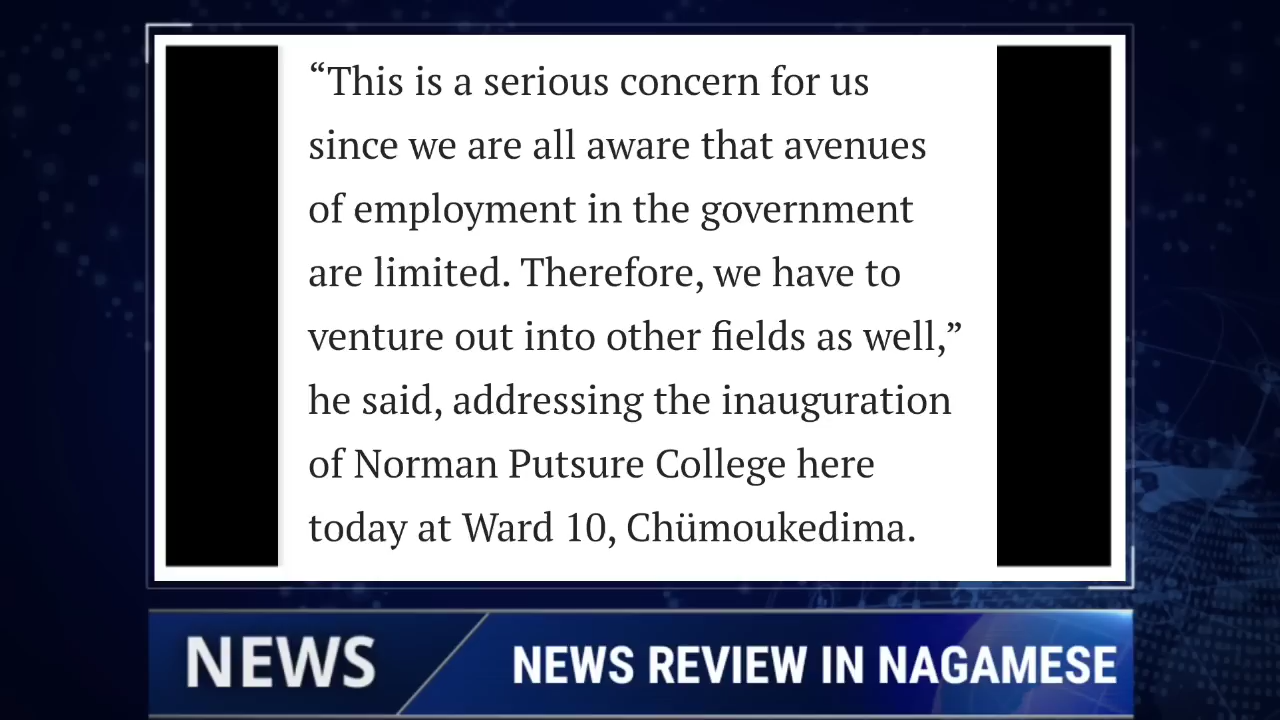 “This is a serious concern for us
since we are all aware that avenues
of employment in the government
are limited. Therefore, we have to
venture out into other fields as well,”
he said, addressing the inauguration
of Norman Putsure College here
today at Ward 10, Chümoukedima.
NEWS
NEWS REVIEW IN NAGAMESE